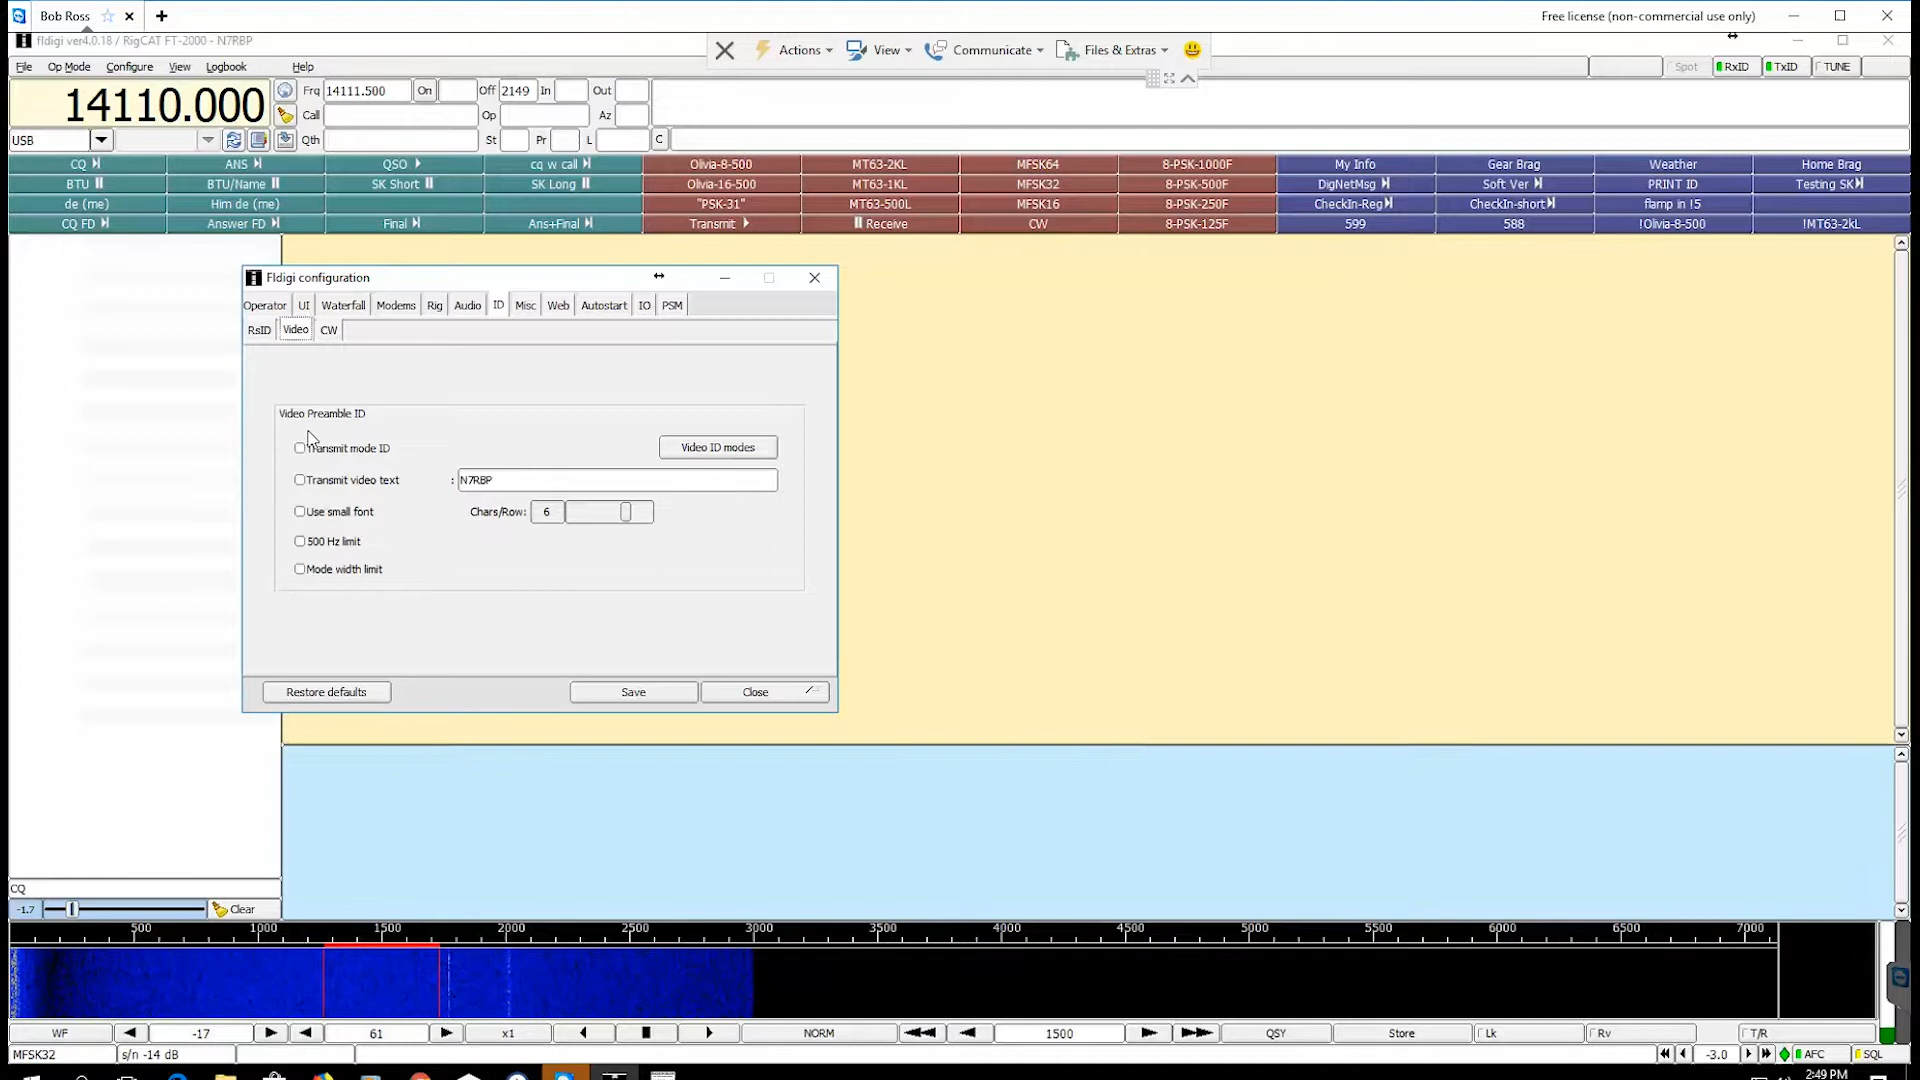 Bob Ross
Free license (non-commercial use only)
fldigi ver4.0.18 / RigCAT FT-2000 - N7RBP
Actions View Communicate Files & Extras
File Op Mode Configure View Logbook Help
Spot RxID TxID TUNE
14110.000
Frq 14111.500 On Off 2149 In Out
Call Op Az
USB
Qth St Pr L C
CQ ANS QSO cq w call Olivia-8-500 MT63-2KL MFSK64 8-PSK-1000F My Info Gear Brag Weather Home Brag
BTU BTU/Name SK Short SK Long Olivia-16-500 MT63-1KL MFSK32 8-PSK-500F DigNetMsg Soft Ver PRINT ID Testing SK
de (me) Him de (me) "PSK-31" MT63-500L MFSK16 8-PSK-250F CheckIn-Reg CheckIn-short flamp in !5
CQ FD Answer FD Final Ans+Final Transmit Receive CW 8-PSK-125F 599 588 !Olivia-8-500 !MT63-2kL
Fldigi configuration
Operator UI Waterfall Modems Rig Audio ID Misc Web Autostart IO PSM
RsID Video CW
Video Preamble ID
Transmit mode ID Video ID modes
Transmit video text : N7RBP
Use small font Chars/Row: 6
500 Hz limit
Mode width limit
Restore defaults Save Close
CQ
-1.7 Clear
500 1000 1500 2000 2500 3000 3500 4000 4500 5000 5500 6000 6500 7000
WF -17 61 x1 NORM 1500 QSY Store Lk Rv T/R
MFSK32 s/n -14 dB -3.0 AFC SQL
2:49 PM